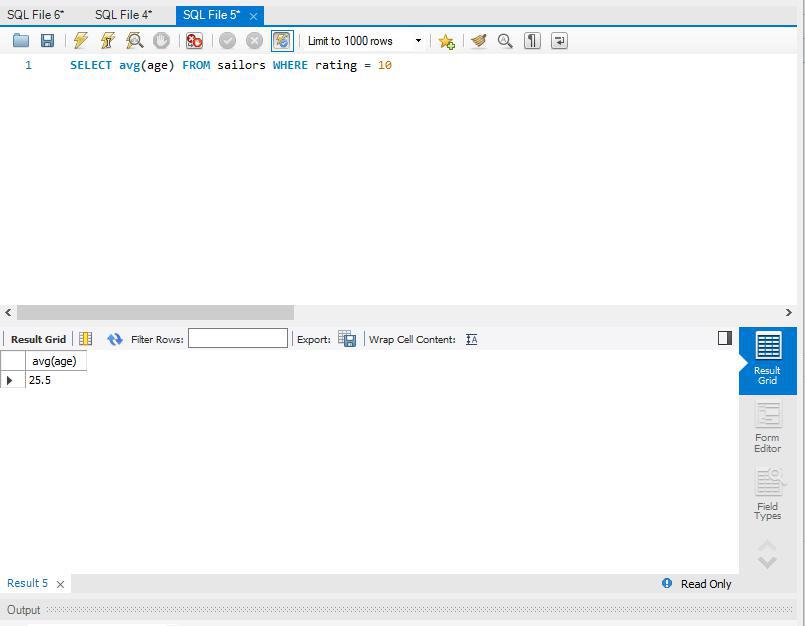 SQL File 6* SQL File 4* SQL File 5*
Limit to 1000 rows
1 SELECT avg(age) FROM sailors WHERE rating = 10
Result Grid Filter Rows: Export: Wrap Cell Content:
avg(age)
25.5
Result
Grid
Form
Editor
Field
Types
Result 5 Read Only
Output